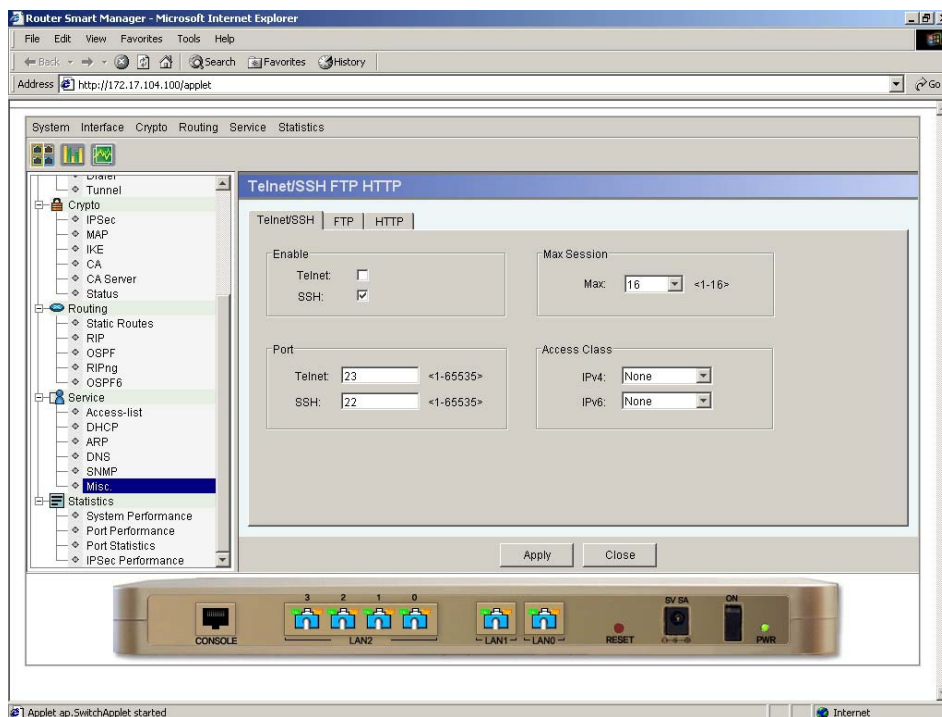 Router Smart Manager - Microsoft Internet Explorer
File Edit View Favorites Tools Help
Back Search Favorites History
Address http://172.17.104.100/applet Go
System Interface Crypto Routing Service Statistics
Dialer
Tunnel
Crypto
IPSec
MAP
IKE
CA
CA Server
Status
Routing
Static Routes
RIP
OSPF
RIPng
OSPF6
Service
Access-list
DHCP
ARP
DNS
SNMP
Misc.
Statistics
System Performance
Port Performance
Port Statistics
IPSec Performance
Telnet/SSH FTP HTTP
Telnet/SSH FTP HTTP
Enable
Telnet:
SSH:
Max Session
Max: 16 <1-16>
Port
Telnet: 23 <1-65535>
SSH: 22 <1-65535>
Access Class
IPv4: None
IPv6: None
Apply Close
3 2 1 0 5V 5A ON
CONSOLE LAN2 LAN1 LAN0 RESET PWR
Applet ap.SwitchApplet started Internet